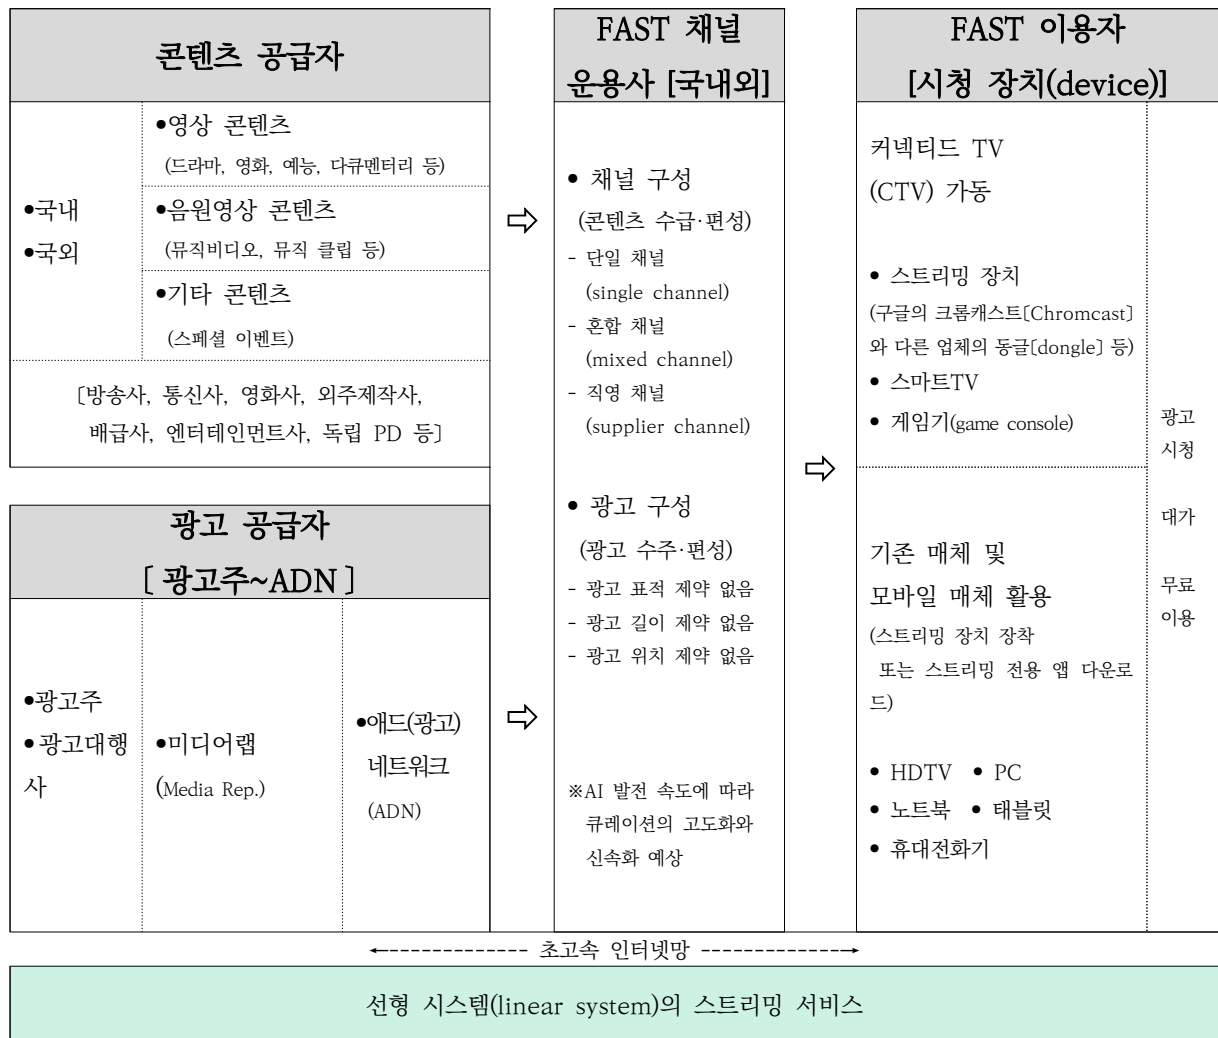 콘텐츠 공급자
●국내
●국외
●영상 콘텐츠
(드라마, 영화, 예능, 다큐멘터리 등)
●음원영상 콘텐츠
(뮤직비디오, 뮤직 클립 등)
●기타 콘텐츠
(스페셜 이벤트)
〔방송사, 통신사, 영화사, 외주제작사,
배급사, 엔터테인먼트사, 독립 PD 등〕
광고 공급자
〔 광고주~ADN 〕
●광고주
●광고대행
사
●미디어랩
(Media Rep.)
●애드(광고)
네트워크
(ADN)
⇨
⇨
FAST 채널
운용사 [국내외]
● 채널 구성
(콘텐츠 수급·편성)
- 단일 채널
(single channel)
- 혼합 채널
(mixed channel)
- 직영 채널
(supplier channel)
● 광고 구성
(광고 수주·편성)
- 광고 표적 제약 없음
- 광고 길이 제약 없음
- 광고 위치 제약 없음
※AI 발전 속도에 따라
큐레이션의 고도화와
신속화 예상
⇨
FAST 이용자
[시청 장치(device)]
커넥티드 TV
(CTV) 가동
● 스트리밍 장치
(구글의 크롬캐스트〔Chromcast〕
와 다른 업체의 동글〔dongle〕 등)
● 스마트TV
● 게임기(game console)
기존 매체 및
모바일 매체 활용
(스트리밍 장치 장착
또는 스트리밍 전용 앱 다운로
드)
● HDTV ● PC
● 노트북 ● 태블릿
● 휴대전화기
광고
시청
대가
무료
이용
←------------ 초고속 인터넷망 ------------→
선형 시스템(linear system)의 스트리밍 서비스